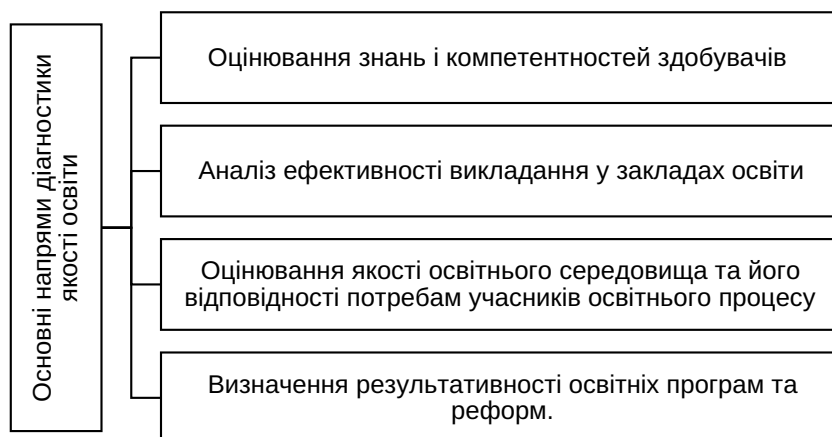 Основні напрями діагностики
якості освіти
Оцінювання знань і компетентностей здобувачів
Аналіз ефективності викладання у закладах освіти
Оцінювання якості освітнього середовища та його
відповідності потребам учасників освітнього процесу
Визначення результативності освітніх програм та
реформ.